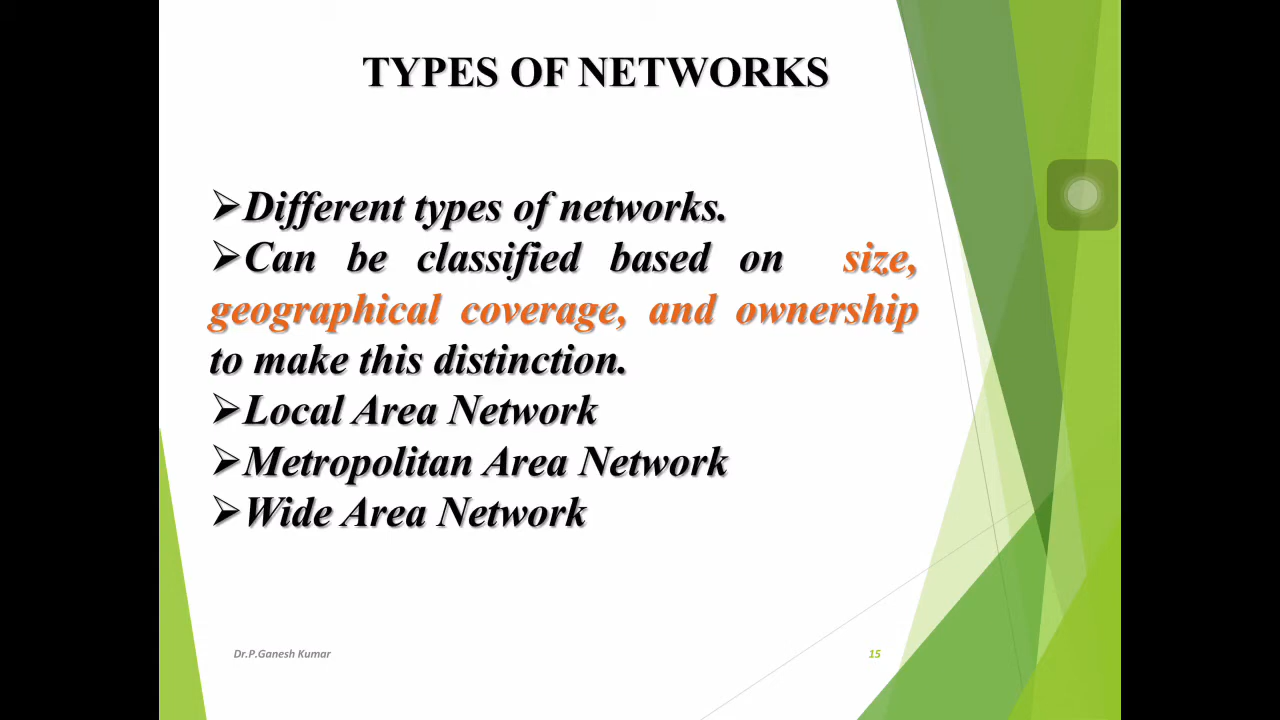 TYPES OF NETWORKS
➢Different types of networks.
➢Can be classified based on size,
geographical coverage, and ownership
to make this distinction.
➢Local Area Network
➢Metropolitan Area Network
➢Wide Area Network
Dr.P.Ganesh Kumar 15